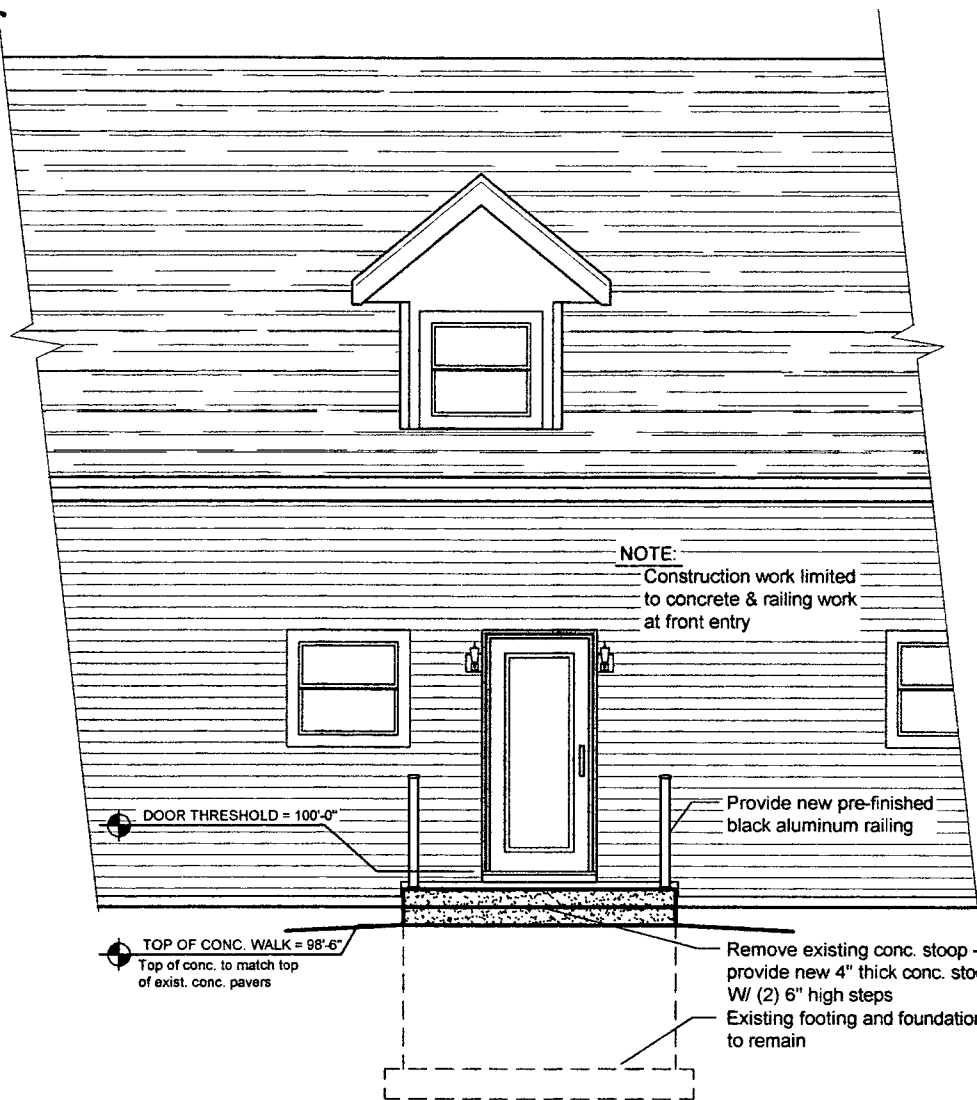 NOTE:
Construction work limited
to concrete & railing work
at front entry
DOOR THRESHOLD = 100'-0"
Provide new pre-finished
black aluminum railing
TOP OF CONC. WALK = 98'-6"
Top of conc. to match top
of exist. conc. pavers
Remove existing conc. stoop -
provide new 4" thick conc. sto
W/ (2) 6" high steps
Existing footing and foundation
to remain